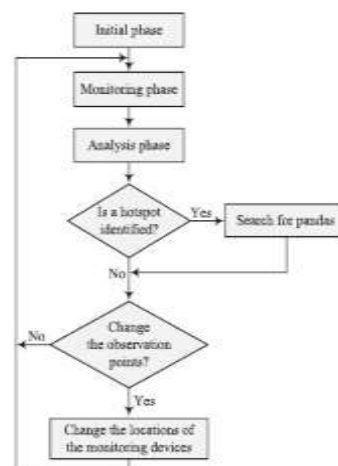 Initial phase
Monitoring phase
Analysis phase
Is a hotspot
identified?
Yes
Search for pandas
No
Change
the observation
points?
No
Yes
Change the locations of
the monitoring devices